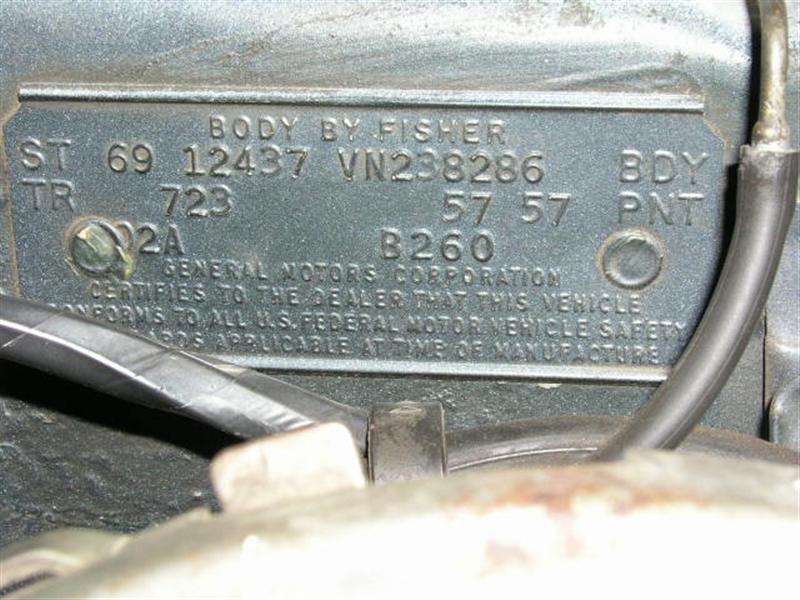 BODY BY FISHER
ST 69 12437 VN238286 BDY
TR 723 57 57 PNT
02A B260
GENERAL MOTORS CORPORATION
CERTIFIES TO THE DEALER THAT THIS VEHICLE
CONFORMS TO ALL U.S. FEDERAL MOTOR VEHICLE SAFETY
APPLICABLE AT TIME OF MANUFACTURE